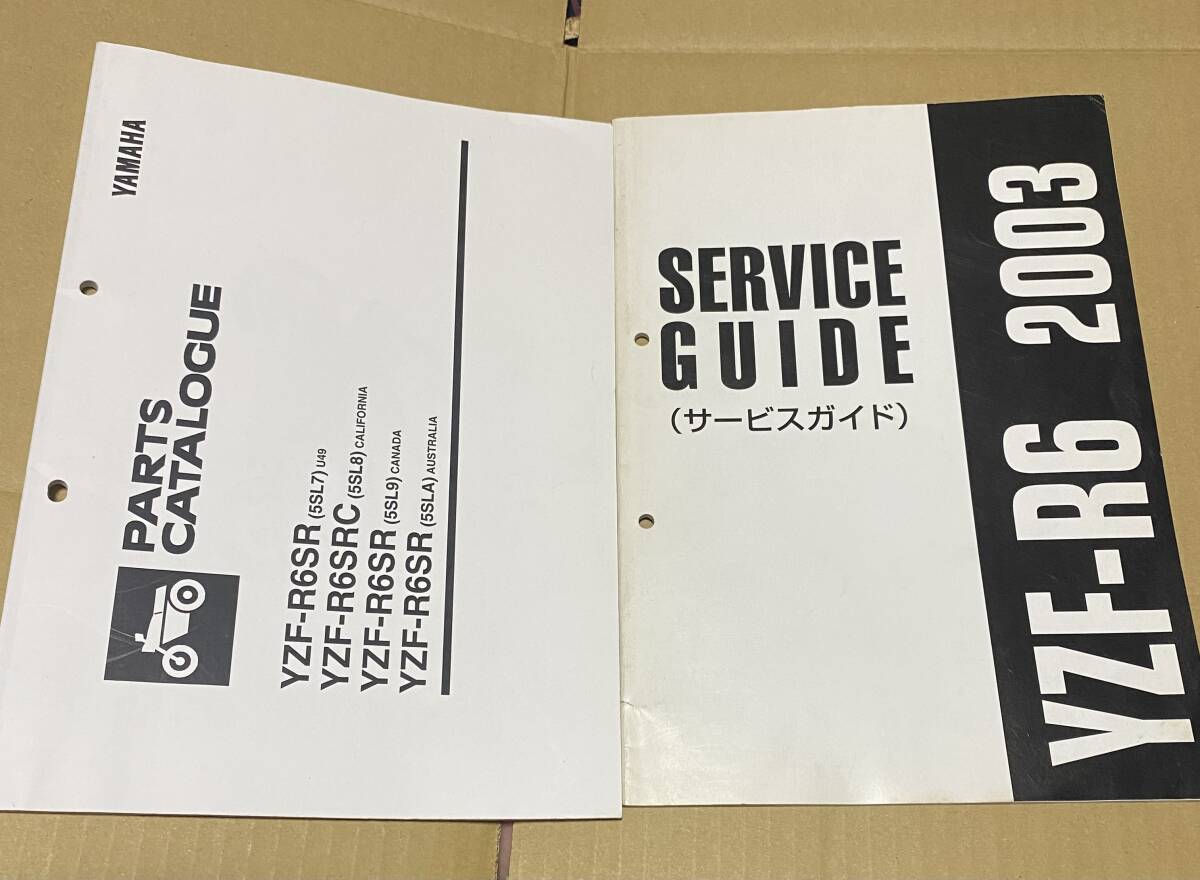 YAMAHA
PARTS
CATALOGUE
YZF-R6SR (5SL7) U49
YZF-R6SRC (5SL8) CALIFORNIA
YZF-R6SR (5SL9) CANADA
YZF-R6SR (5SLA) AUSTRALIA
SERVICE
GUIDE
(サービスガイド)
YZF-R6 2003